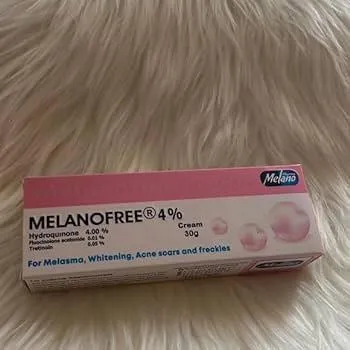 Melano
MELANOFREE® 4%
Hydroquinone 4.00 %
Fluocinolone acetonide 0.01 %
Tretinoin 0.05 %
Cream
30g
For Melasma, Whitening, Acne scars and freckles